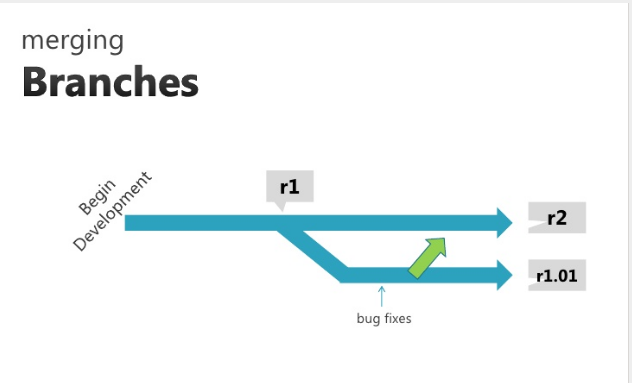 merging
Branches
Begin
Development
r1
r2
r1.01
bug fixes